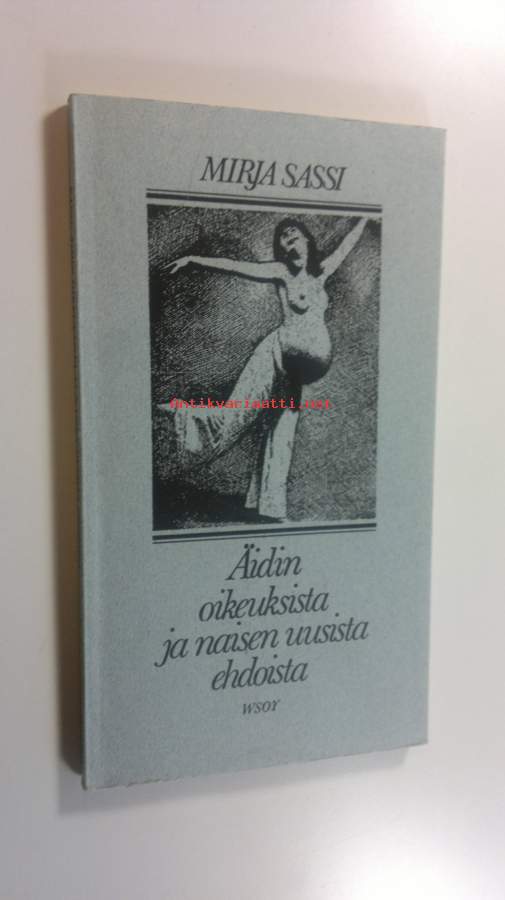 MIRJA SASSI
antikvariaatti.net
Äidin
oikeuksista
ja naisen uusista
ehdoista
WSOY